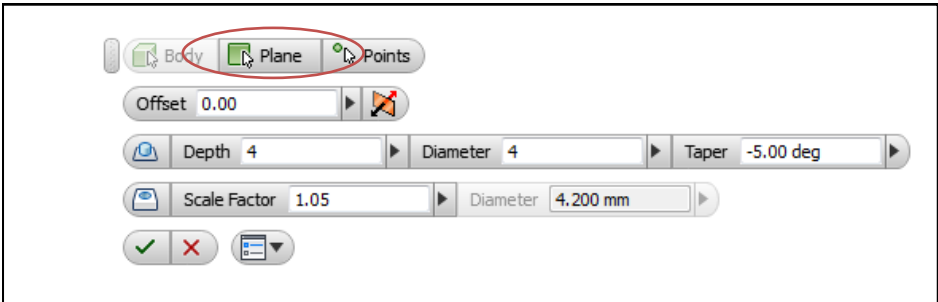 Body Plane Points
Offset 0.00
Depth 4 Diameter 4 Taper -5.00 deg
Scale Factor 1.05 Diameter 4.200 mm